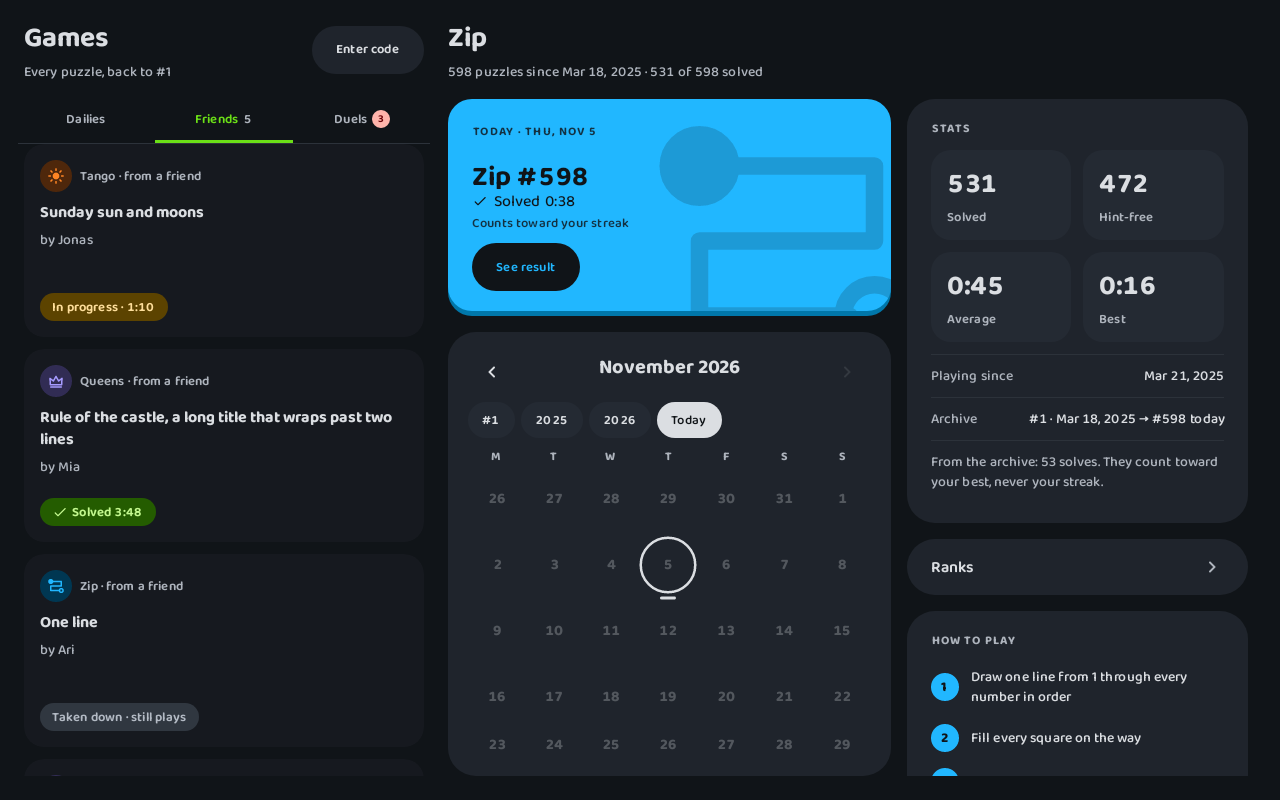 Games
Every puzzle, back to #1
Enter code
Dailies
Friends 5
Duels 3
Tango · from a friend
Sunday sun and moons
by Jonas
In progress · 1:10
Queens · from a friend
Rule of the castle, a long title that wraps past two
lines
by Mia
Solved 3:48
Zip · from a friend
One line
by Ari
Taken down · still plays
Zip
598 puzzles since Mar 18, 2025 · 531 of 598 solved
TODAY · THU, NOV 5
Zip #598
Solved 0:38
Counts toward your streak
See result
November 2026
#1 2025 2026 Today
M T W T F S S
26 27 28 29 30 31 1
2 3 4 5 6 7 8
9 10 11 12 13 14 15
16 17 18 19 20 21 22
23 24 25 26 27 28 29
STATS
531
Solved
472
Hint-free
0:45
Average
0:16
Best
Playing since Mar 21, 2025
Archive #1 · Mar 18, 2025 → #598 today
From the archive: 53 solves. They count toward
your best, never your streak.
Ranks
HOW TO PLAY
1 Draw one line from 1 through every
number in order
2 Fill every square on the way